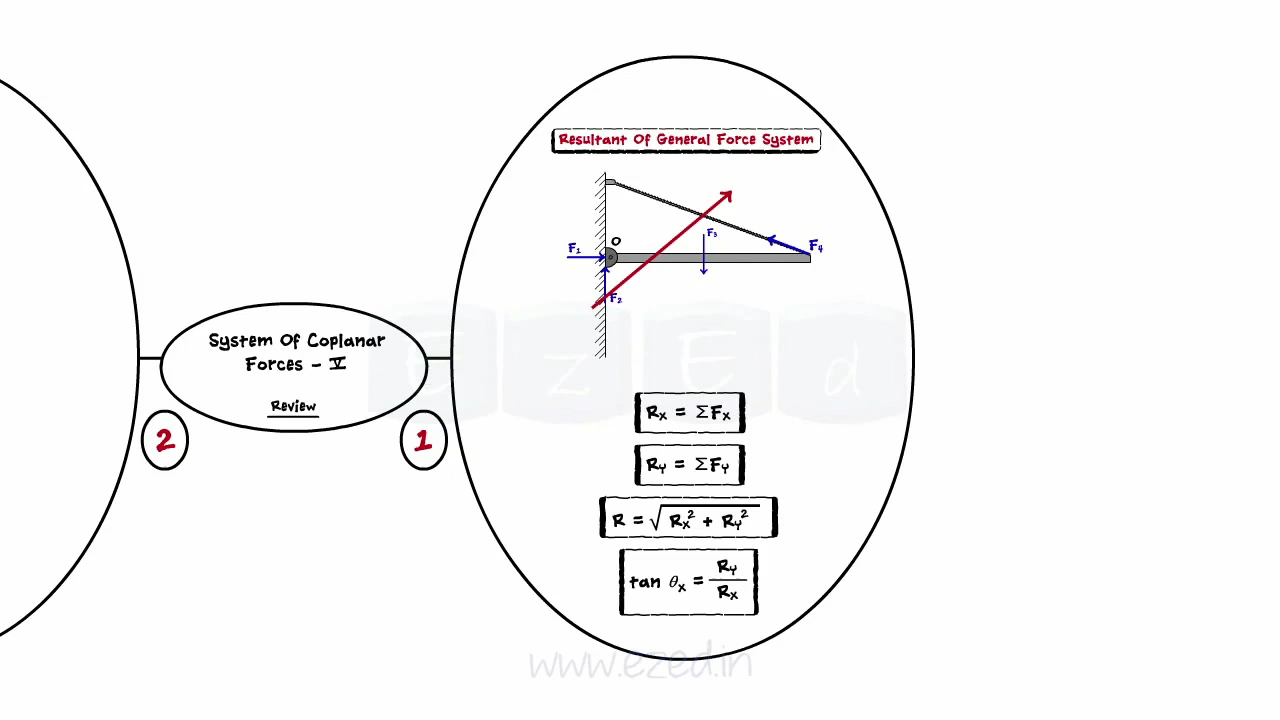 Resultant Of General Force System
O
F₁
F₂
F₃
F₄
System Of Coplanar
Forces - V
Review
2
1
Rx = ΣFx
RY = ΣFY
R = √(Rx² + RY²)
tan θx = RY / Rx
EzEd
www.ezed.in